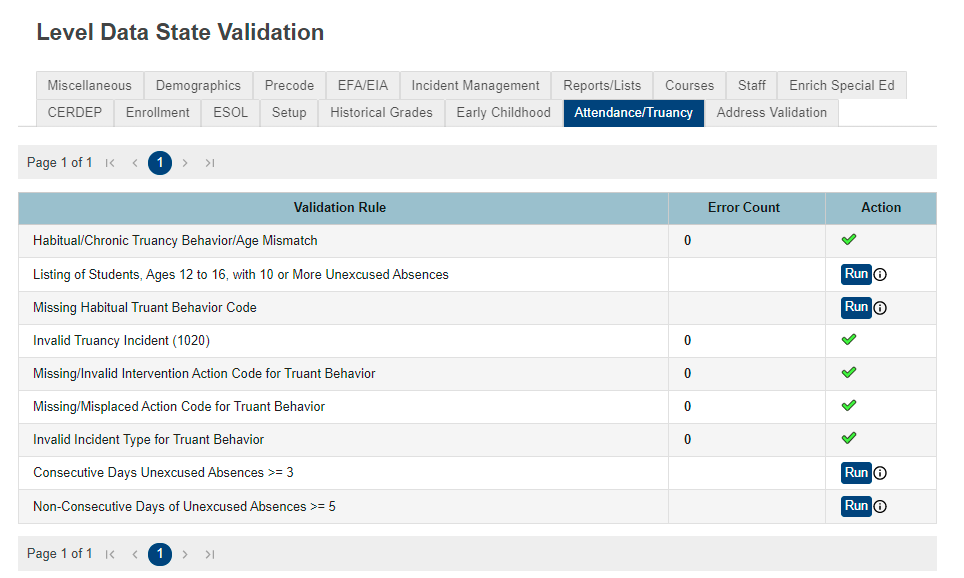 Level Data State Validation
Miscellaneous Demographics Precode EFA/EIA Incident Management Reports/Lists Courses Staff Enrich Special Ed
CERDEP Enrollment ESOL Setup Historical Grades Early Childhood Attendance/Truancy Address Validation
Page 1 of 1 1
Validation Rule Error Count Action
Habitual/Chronic Truancy Behavior/Age Mismatch 0
Listing of Students, Ages 12 to 16, with 10 or More Unexcused Absences Run
Missing Habitual Truant Behavior Code Run
Invalid Truancy Incident (1020) 0
Missing/Invalid Intervention Action Code for Truant Behavior 0
Missing/Misplaced Action Code for Truant Behavior 0
Invalid Incident Type for Truant Behavior 0
Consecutive Days Unexcused Absences >= 3 Run
Non-Consecutive Days of Unexcused Absences >= 5 Run
Page 1 of 1 1